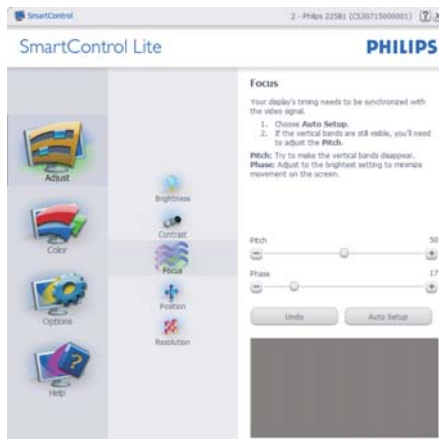 SmartControl
2 - Philips 225B1 (CS30715000001)
SmartControl Lite
PHILIPS
Adjust
Color
Options
Help
Brightness
Contrast
Focus
Position
Resolution
Focus
Your display's timing needs to be synchronized with
the video signal.
1. Choose Auto Setup.
2. If the vertical bands are still visible, you'll need
to adjust the Pitch.
Pitch: Try to make the vertical bands disappear.
Phase: Adjust to the brightest setting to minimize
movement on the screen.
Pitch 50
Phase 17
Undo
Auto Setup